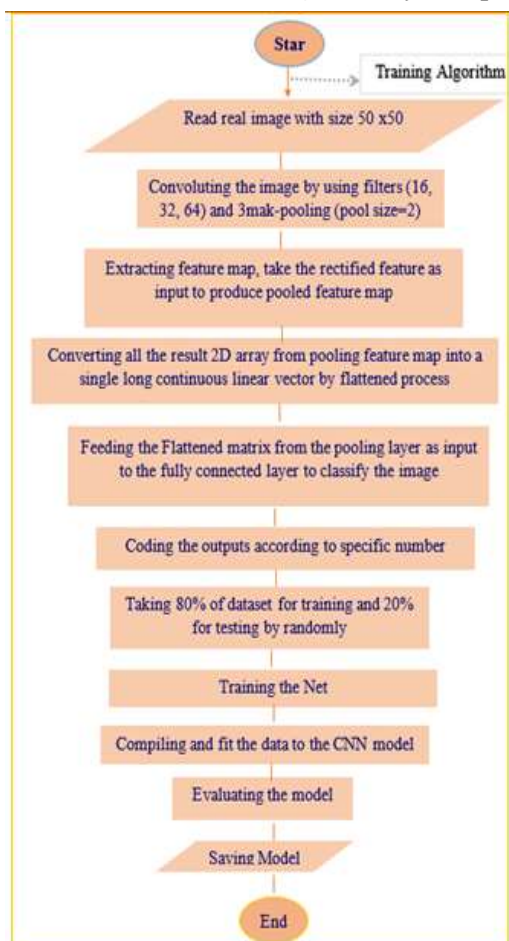 Star
Training Algorithm
Read real image with size 50 x50
Convoluting the image by using filters (16,
32, 64) and 3mak-pooling (pool size=2)
Extracting feature map, take the rectified feature as
input to produce pooled feature map
Converting all the result 2D array from pooling feature map into a
single long continuous linear vector by flattened process
Feeding the Flattened matrix from the pooling layer as input
to the fully connected layer to classify the image
Coding the outputs according to specific number
Taking 80% of dataset for training and 20%
for testing by randomly
Training the Net
Compiling and fit the data to the CNN model
Evaluating the model
Saving Model
End